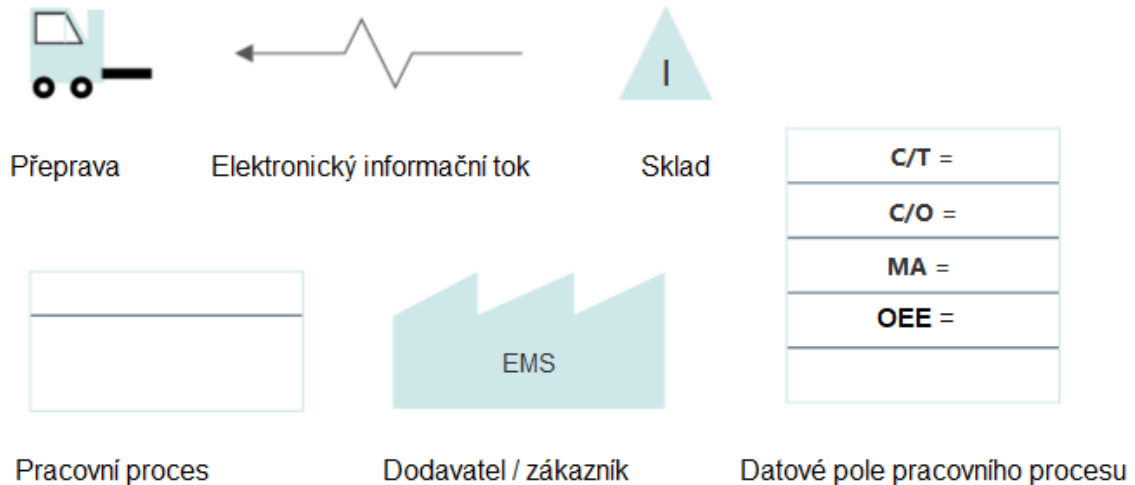 I
Přeprava
Elektronický informační tok
Sklad
C/T =
C/O =
MA =
OEE =
EMS
Pracovní proces
Dodavatel / zákazník
Datové pole pracovního procesu